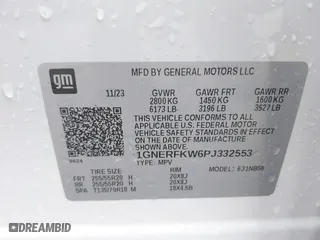 gm
MFD BY GENERAL MOTORS LLC
11/23 GVWR GAWR FRT GAWR RR
2800 KG 1450 KG 1600 KG
6173 LB 3196 LB 3527 LB
THIS VEHICLE CONFORMS TO ALL APPLICABLE U.S. FEDERAL MOTOR VEHICLE SAFETY STANDARDS IN EFFECT ON THE DATE OF MANUFACTURE SHOWN ABOVE.
1GNERFKW6PJ332553
TYPE: MPV MODEL:
TIRE SIZE RIM
FRT 255/55R20 H 20X8J
RR 255/55R20 H 20X8J
SPA T135/70R18 M 18X4.5B
© RIDERDEPOT